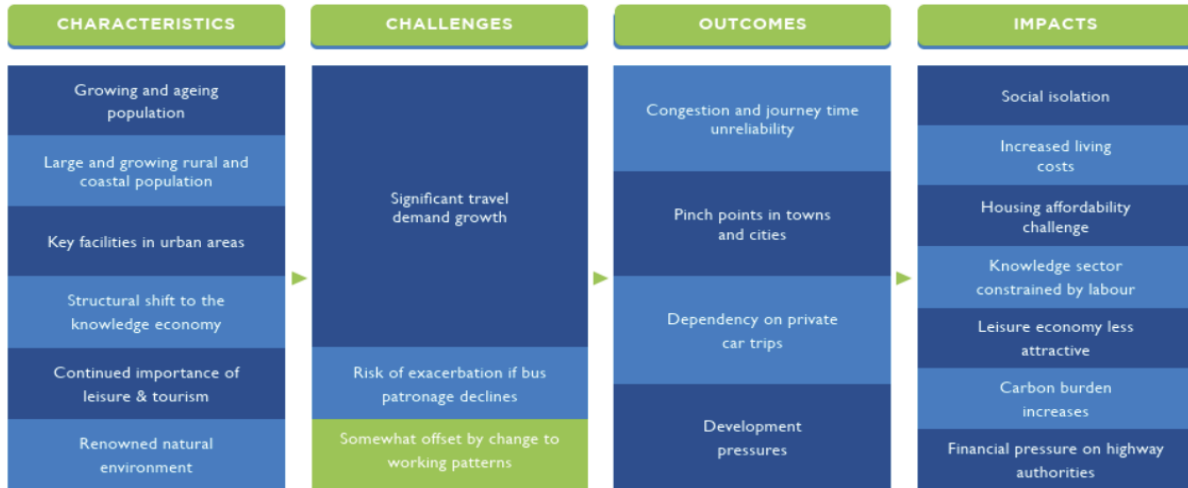 CHARACTERISTICS
Growing and ageing
population
Large and growing rural and
coastal population
Key facilities in urban areas
Structural shift to the
knowledge economy
Continued importance of
leisure & tourism
Renowned natural
environment
CHALLENGES
Significant travel
demand growth
Risk of exacerbation if bus
patronage declines
Somewhat offset by change to
working patterns
OUTCOMES
Congestion and journey time
unreliability
Pinch points in towns
and cities
Dependency on private
car trips
Development
pressures
IMPACTS
Social isolation
Increased living
costs
Housing affordability
challenge
Knowledge sector
constrained by labour
Leisure economy less
attractive
Carbon burden
increases
Financial pressure on highway
authorities